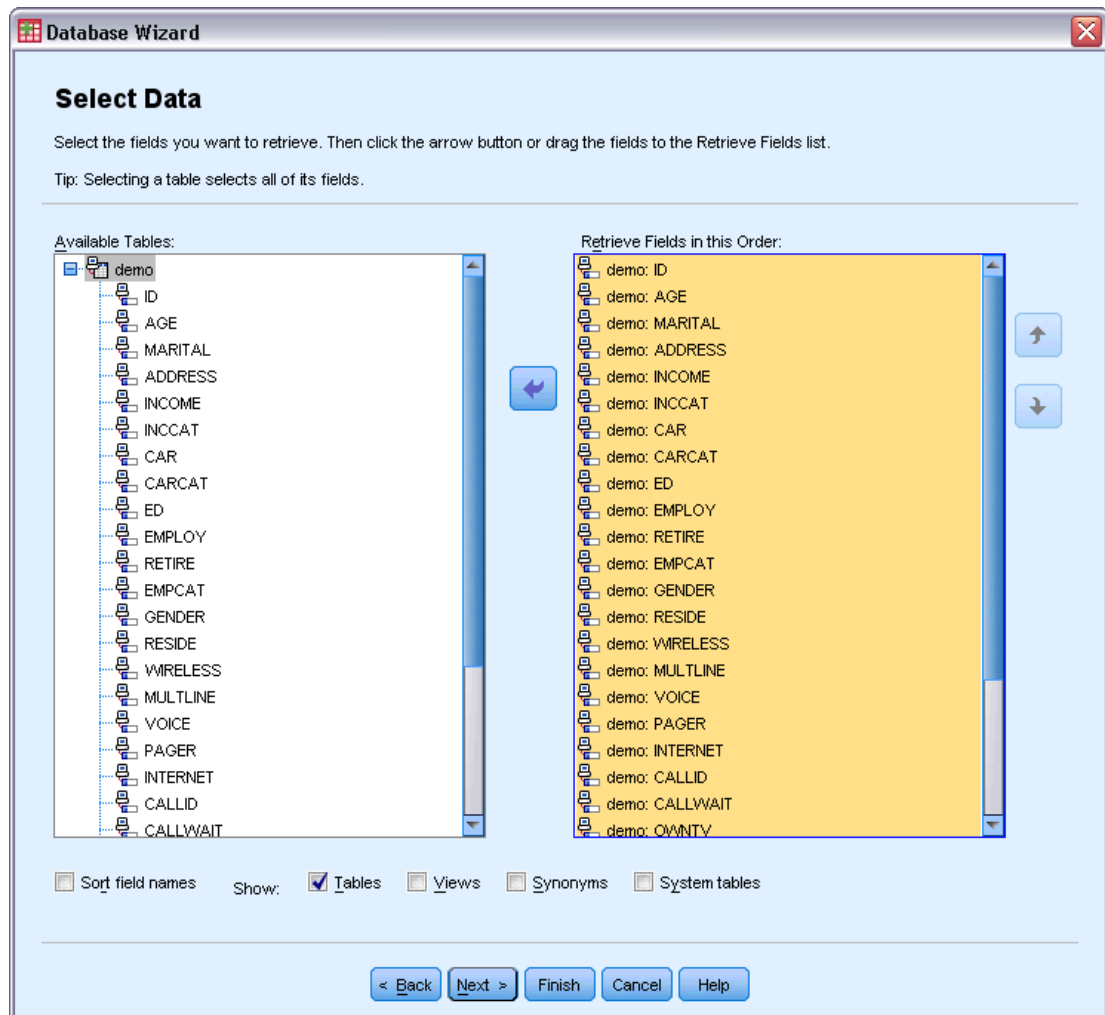 Database Wizard
Select Data
Select the fields you want to retrieve. Then click the arrow button or drag the fields to the Retrieve Fields list.
Tip: Selecting a table selects all of its fields.
Available Tables:
demo
ID
AGE
MARITAL
ADDRESS
INCOME
INCCAT
CAR
CARCAT
ED
EMPLOY
RETIRE
EMPCAT
GENDER
RESIDE
WIRELESS
MULTLINE
VOICE
PAGER
INTERNET
CALLID
CALLWAIT
Retrieve Fields in this Order:
demo: ID
demo: AGE
demo: MARITAL
demo: ADDRESS
demo: INCOME
demo: INCCAT
demo: CAR
demo: CARCAT
demo: ED
demo: EMPLOY
demo: RETIRE
demo: EMPCAT
demo: GENDER
demo: RESIDE
demo: WIRELESS
demo: MULTLINE
demo: VOICE
demo: PAGER
demo: INTERNET
demo: CALLID
demo: CALLWAIT
demo: OWNTV
Sort field names Show: Tables Views Synonyms System tables
< Back Next > Finish Cancel Help